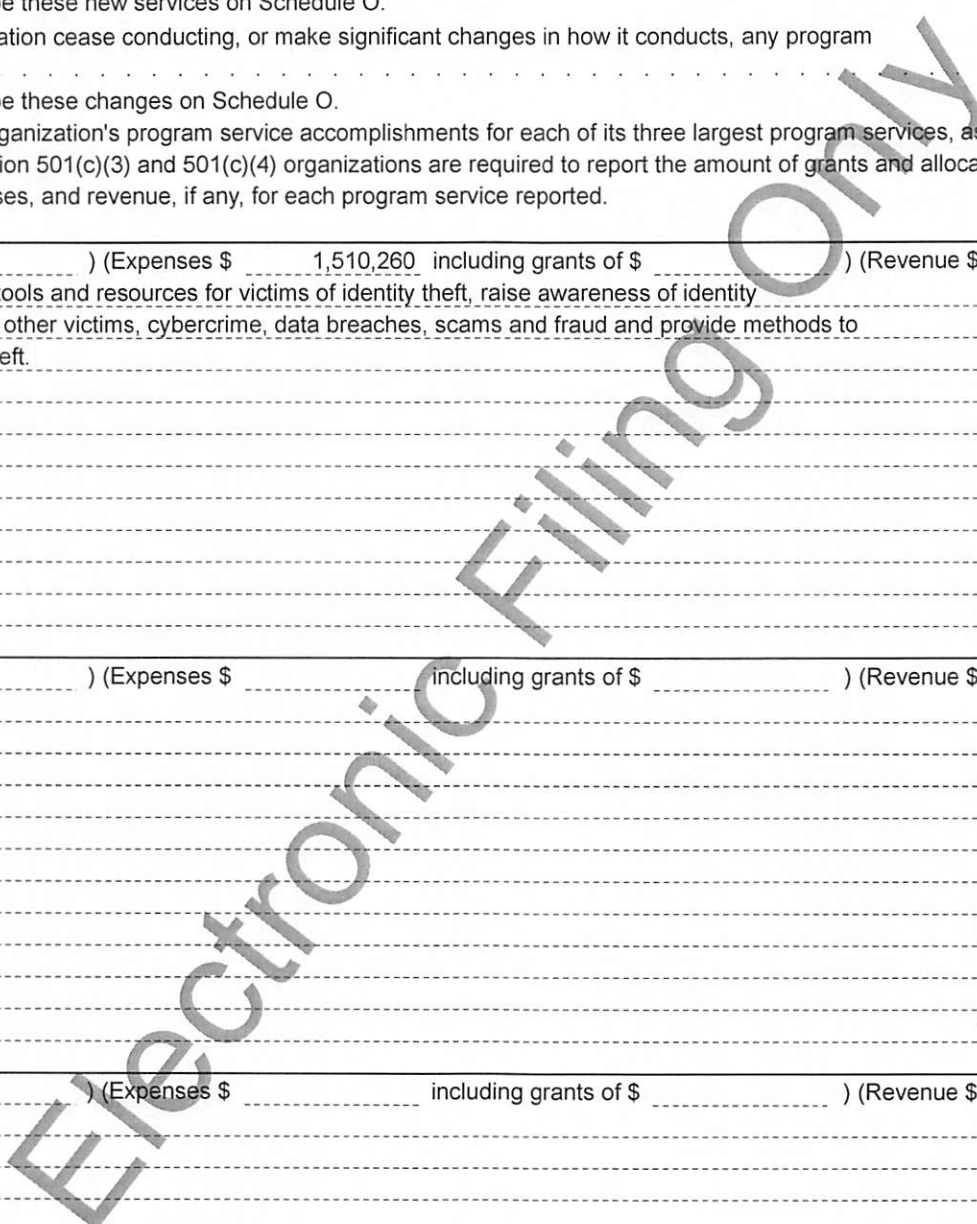 e these new services on Schedule O.
ation cease conducting, or make significant changes in how it conducts, any program
. . . . . . . . . . . . . . . . . . . . . . . . . . . . . . . . .
e these changes on Schedule O.
ganization's program service accomplishments for each of its three largest program services, as
ion 501(c)(3) and 501(c)(4) organizations are required to report the amount of grants and alloca
ses, and revenue, if any, for each program service reported.
) (Expenses $ 1,510,260 including grants of $ ) (Revenue $
tools and resources for victims of identity theft, raise awareness of identity
other victims, cybercrime, data breaches, scams and fraud and provide methods to
eft.
) (Expenses $ including grants of $ ) (Revenue $
) (Expenses $ including grants of $ ) (Revenue $
Electronic Filing Only